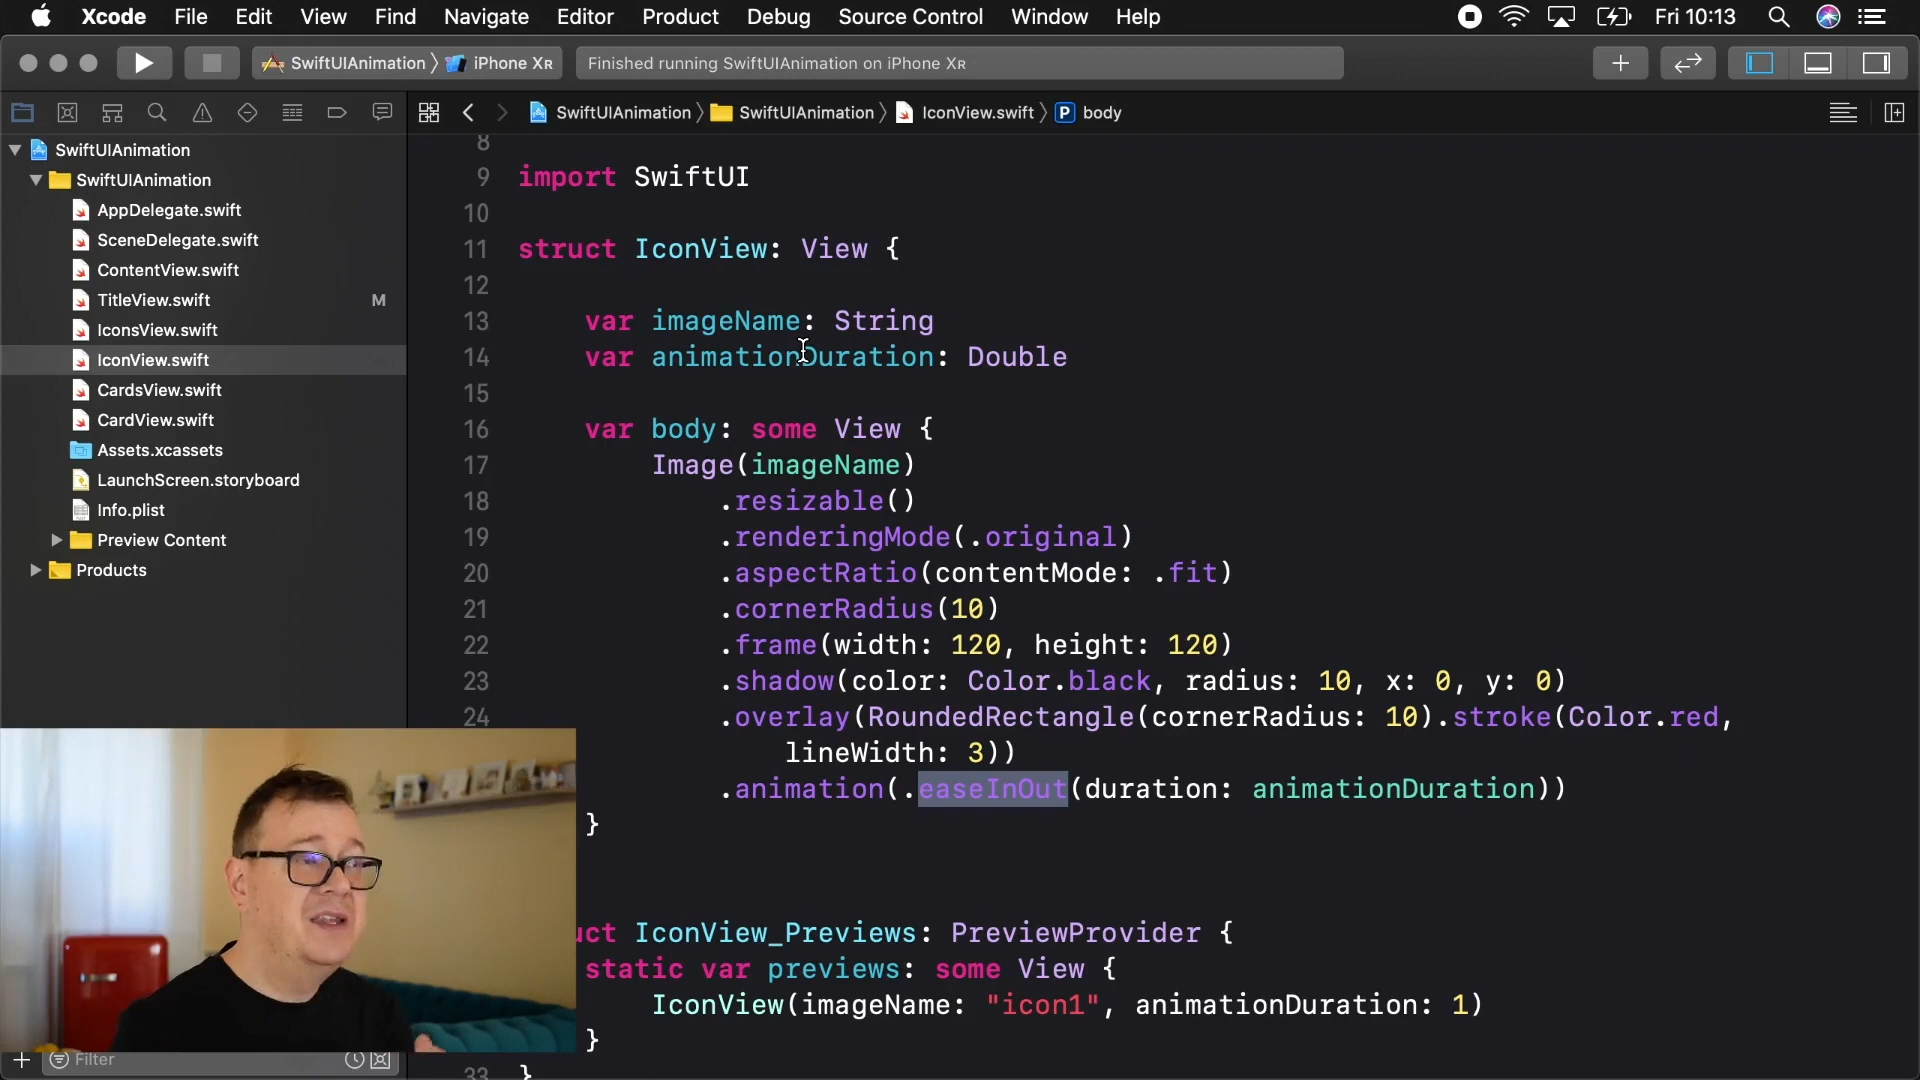 Xcode File Edit View Find Navigate Editor Product Debug Source Control Window Help Fri 10:13
SwiftUIAnimation iPhone XR Finished running SwiftUIAnimation on iPhone XR
SwiftUIAnimation SwiftUIAnimation IconView.swift P body
SwiftUIAnimation
SwiftUIAnimation
AppDelegate.swift
SceneDelegate.swift
ContentView.swift
TitleView.swift M
IconsView.swift
IconView.swift
CardsView.swift
CardView.swift
Assets.xcassets
LaunchScreen.storyboard
Info.plist
Preview Content
Products
Filter
8
9 import SwiftUI
10
11 struct IconView: View {
12
13 var imageName: String
14 var animationDuration: Double
15
16 var body: some View {
17 Image(imageName)
18 .resizable()
19 .renderingMode(.original)
20 .aspectRatio(contentMode: .fit)
21 .cornerRadius(10)
22 .frame(width: 120, height: 120)
23 .shadow(color: Color.black, radius: 10, x: 0, y: 0)
24 .overlay(RoundedRectangle(cornerRadius: 10).stroke(Color.red,
lineWidth: 3))
.animation(.easeInOut(duration: animationDuration))
}
uct IconView_Previews: PreviewProvider {
static var previews: some View {
IconView(imageName: "icon1", animationDuration: 1)
}
33 }